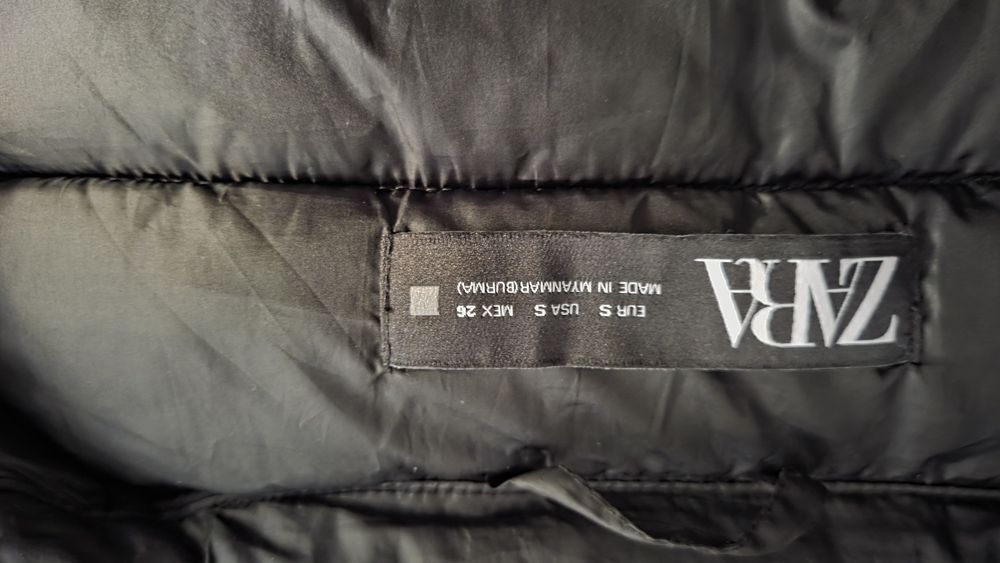 ZARA
EUR S USA S MEX 26
MADE IN MYANMAR(BURMA)